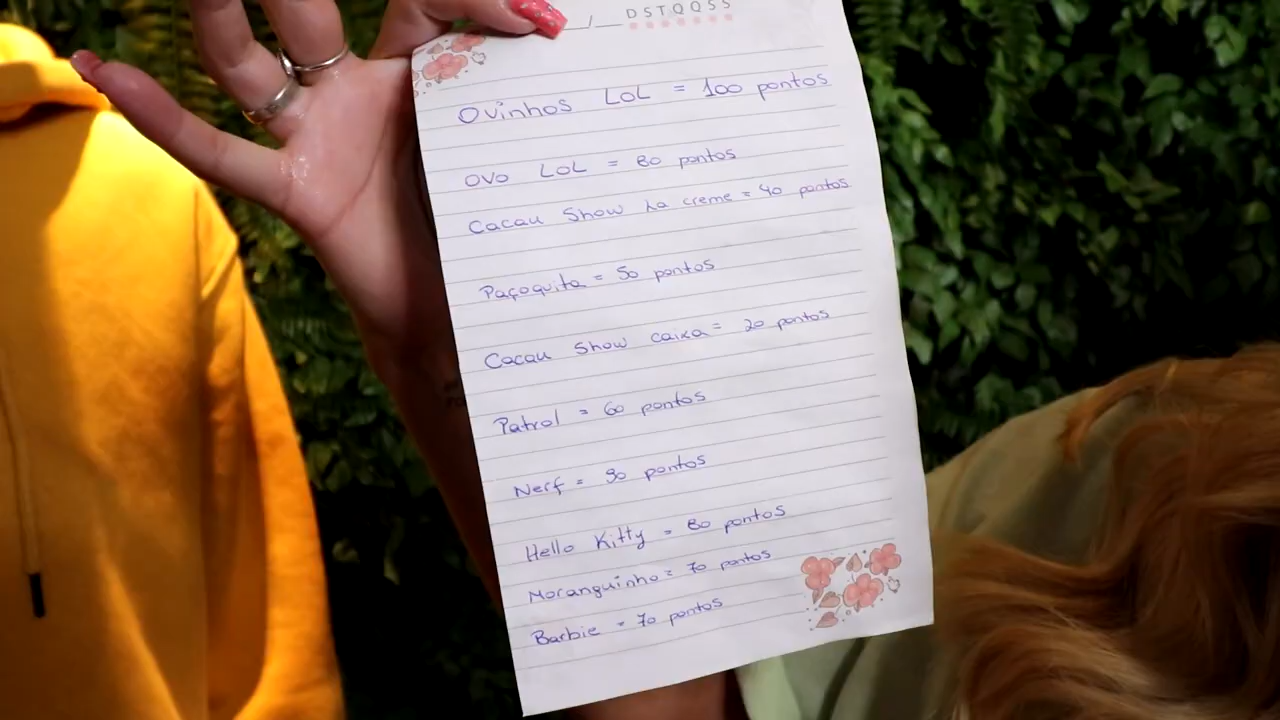 / DSTQQSS
Ovinhos LOL = 100 pontos
OVO LOL = 80 pontos
Cacau Show La creme = 40 pontos
Paçoquita = 50 pontos
Cacau Show caixa = 20 pontos
Patrol = 60 pontos
Nerf = 90 pontos
Hello Kitty = 80 pontos
Moranguinho = 70 pontos
Barbie = 70 pontos